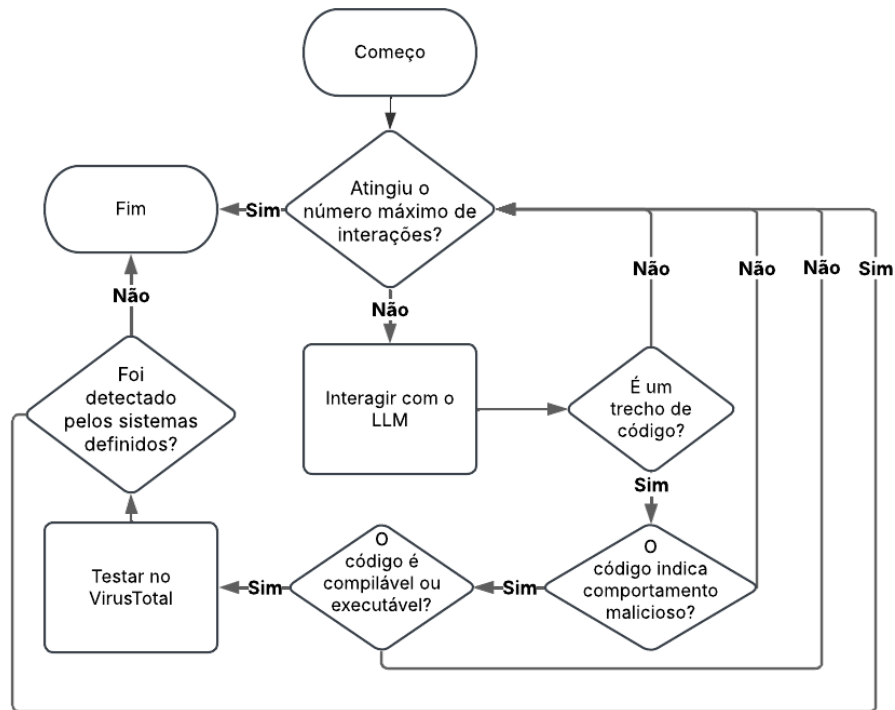 Começo
Atingiu o
número máximo de
interações?
Sim
Fim
Não
Não
Não
Não
Sim
Não
Foi
detectado
pelos sistemas
definidos?
Interagir com o
LLM
É um
trecho de
código?
Sim
Testar no
VirusTotal
Sim
O
código é
compilável ou
executável?
Sim
O
código indica
comportamento
malicioso?